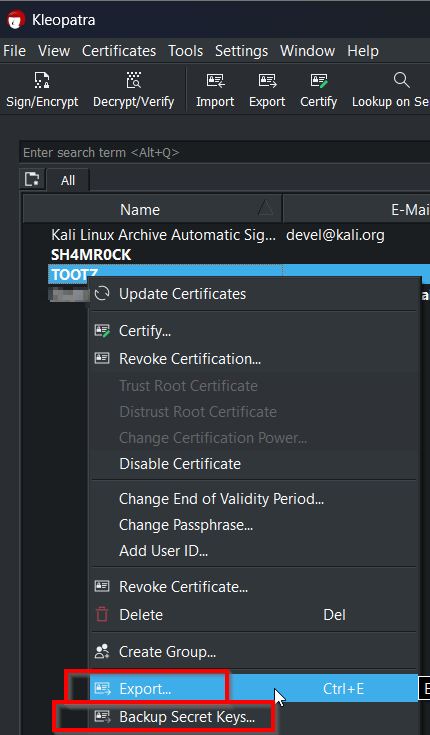 Kleopatra
File View Certificates Tools Settings Window Help
Sign/Encrypt Decrypt/Verify Import Export Certify Lookup on Se
Enter search term <Alt+Q>
All
Name E-Mai
Kali Linux Archive Automatic Sig... devel@kali.org
SH4MR0CK
TOOTZ
Update Certificates
Certify...
Revoke Certification...
Trust Root Certificate
Distrust Root Certificate
Change Certification Power...
Disable Certificate
Change End of Validity Period...
Change Passphrase...
Add User ID...
Revoke Certificate...
Delete Del
Create Group...
Export... Ctrl+E
Backup Secret Keys...